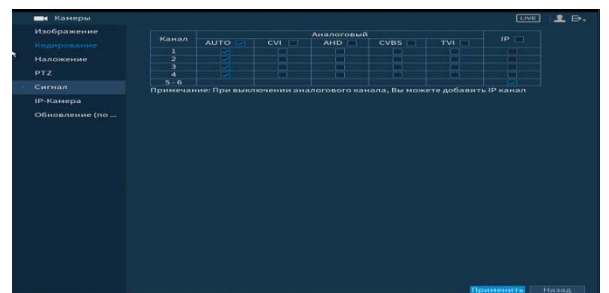 Камеры
LIVE
Изображение
Кодирование
Наложение
PTZ
Сигнал
IP-Камера
Обновление (по ...
Канал Аналоговый IP
AUTO CVI AHD CVBS TVI
1
2
3
4
5 - 6
Примечание: При выключении аналогового канала, Вы можете добавить IP канал
Применить Назад